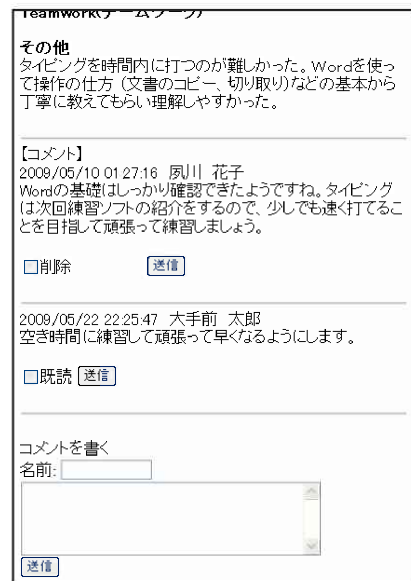 Teamwork(チームワーク)
その他
タイピングを時間内に打つのが難しかった。Wordを使っ
て操作の仕方（文書のコピー、切り取り)などの基本から
丁寧に教えてもらい理解しやすかった。
【コメント】
2009/05/10 01:27:16 夙川 花子
Wordの基礎はしっかり確認できたようですね。タイピング
は次回練習ソフトの紹介をするので、少しでも速く打てるこ
とを目指して頑張って練習しましょう。
削除 送信
2009/05/22 22:25:47 大手前 太郎
空き時間に練習して頑張って早くなるようにします。
既読 送信
コメントを書く
名前:
送信